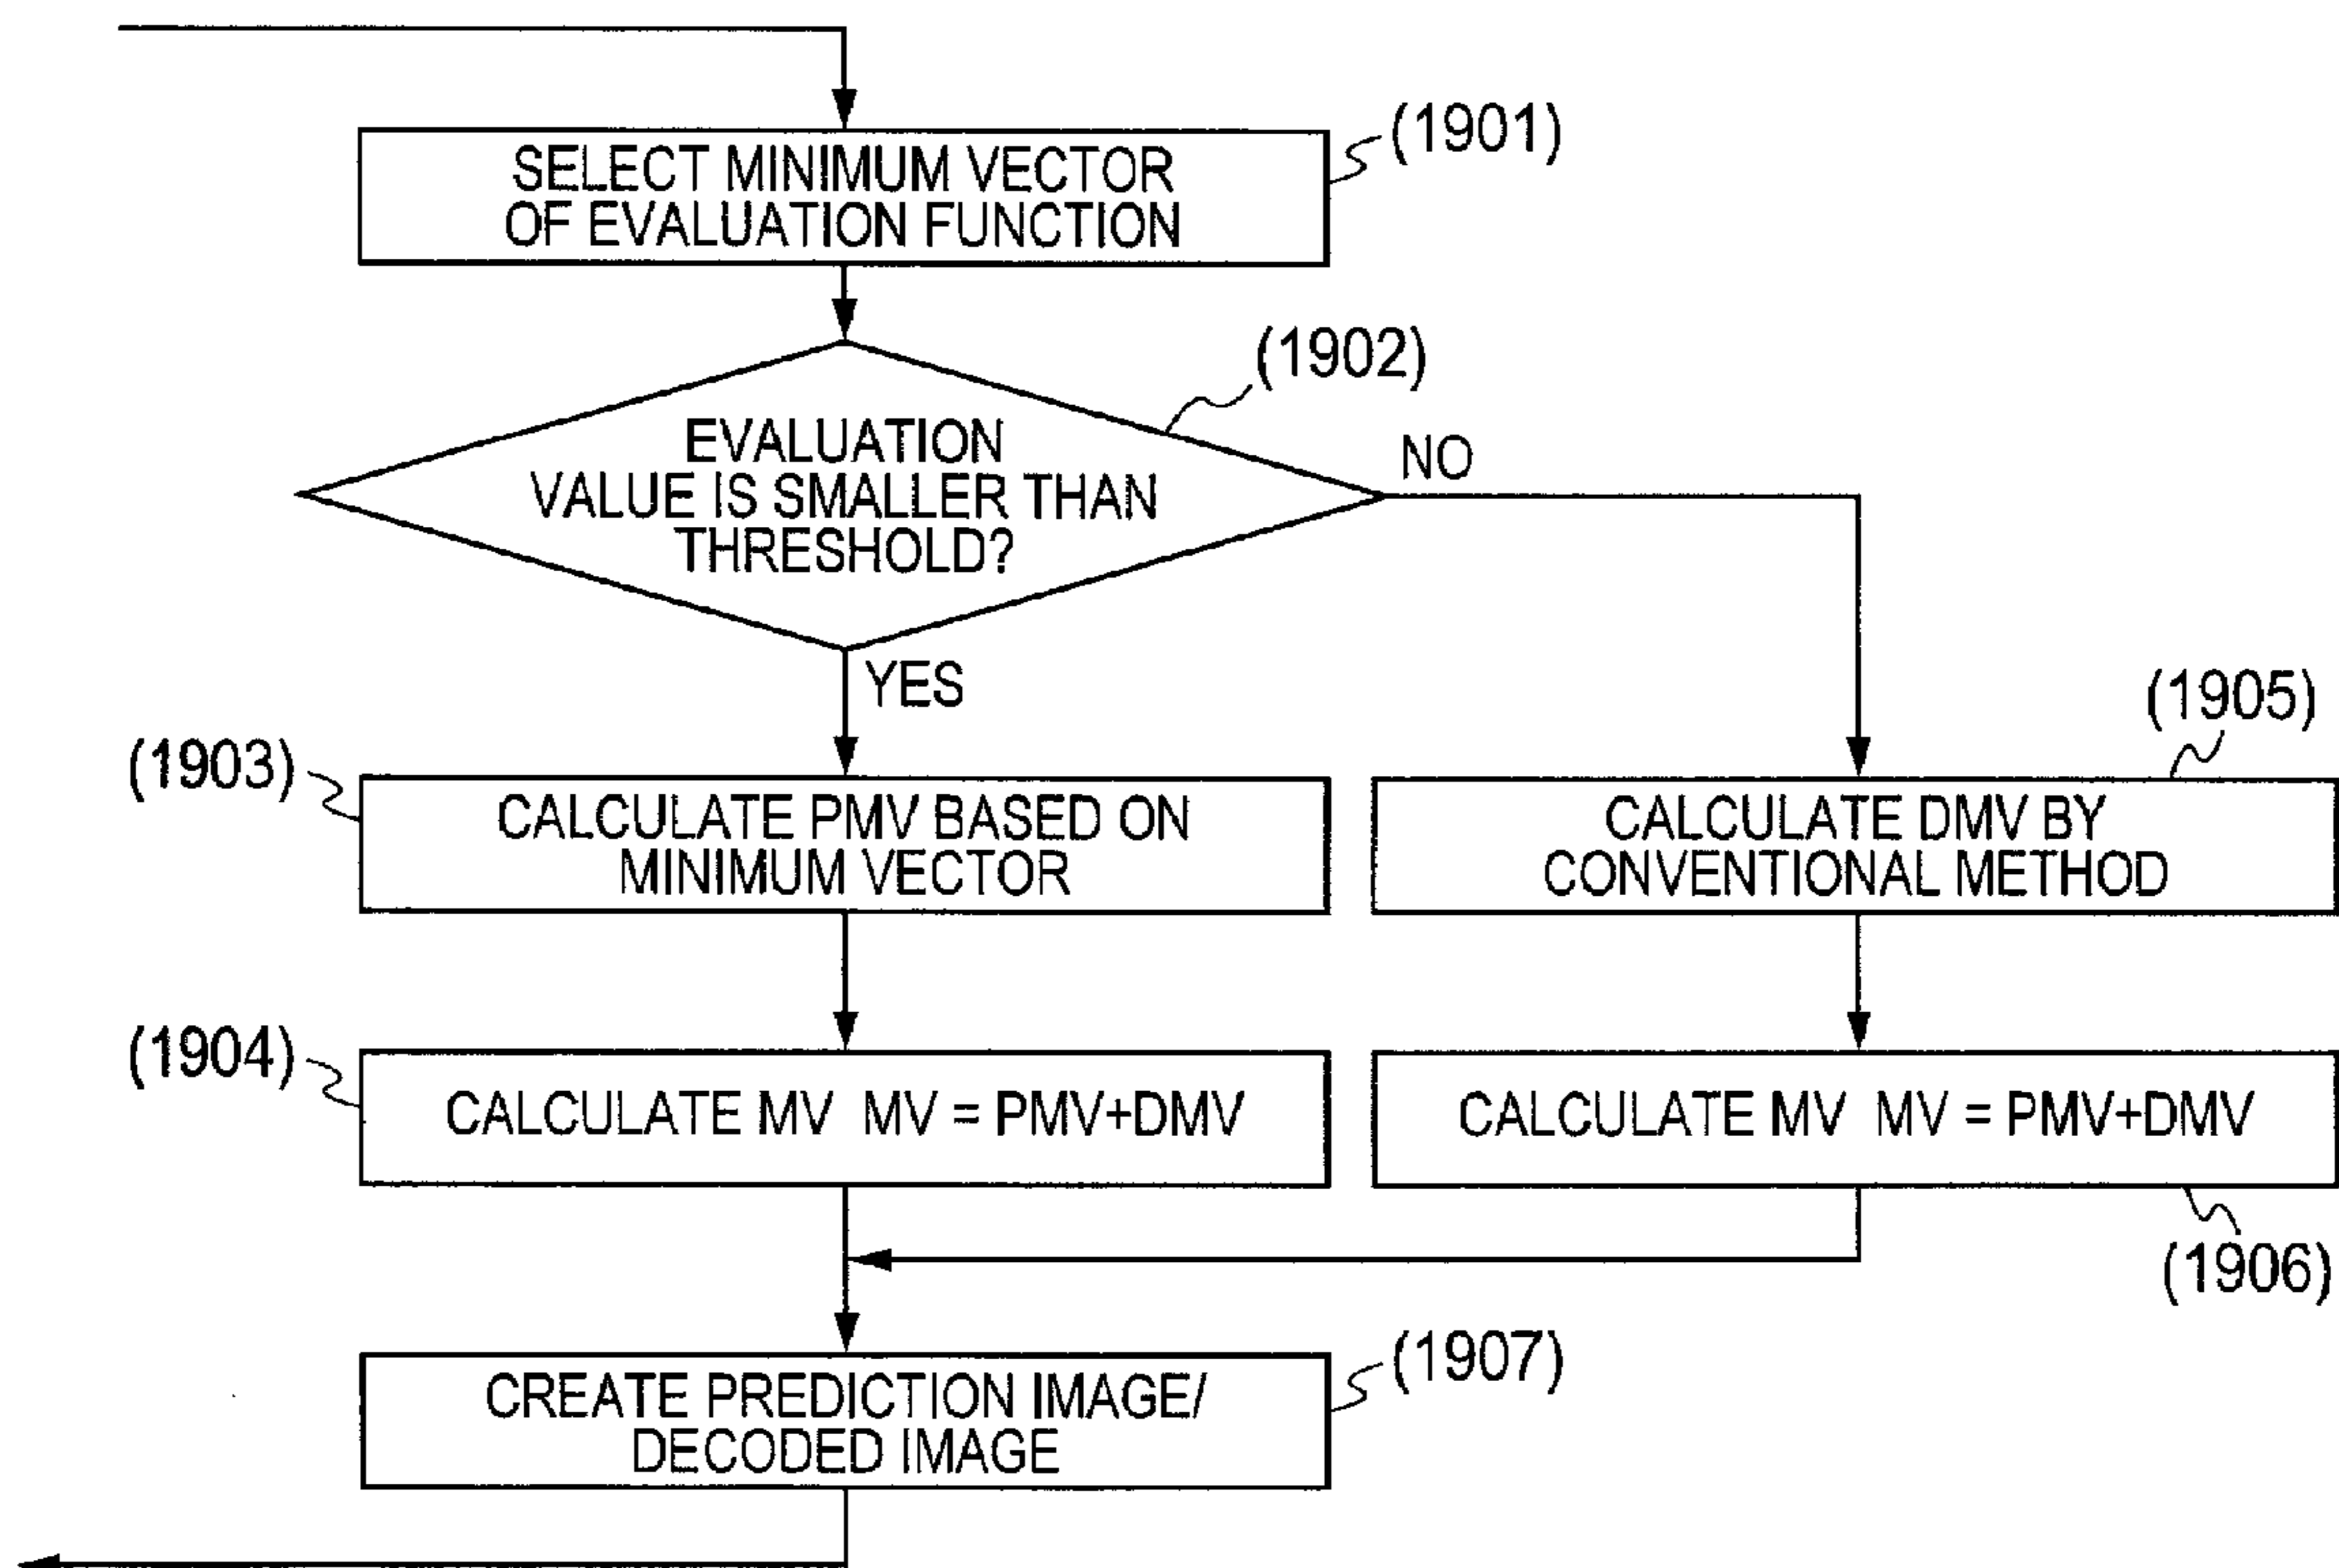 (1901)
SELECT MINIMUM VECTOR
OF EVALUATION FUNCTION
(1902)
EVALUATION
VALUE IS SMALLER THAN
THRESHOLD?
NO
YES
(1903)
CALCULATE PMV BASED ON
MINIMUM VECTOR
(1905)
CALCULATE DMV BY
CONVENTIONAL METHOD
(1904)
CALCULATE MV MV = PMV+DMV
CALCULATE MV MV = PMV+DMV
(1906)
(1907)
CREATE PREDICTION IMAGE/
DECODED IMAGE